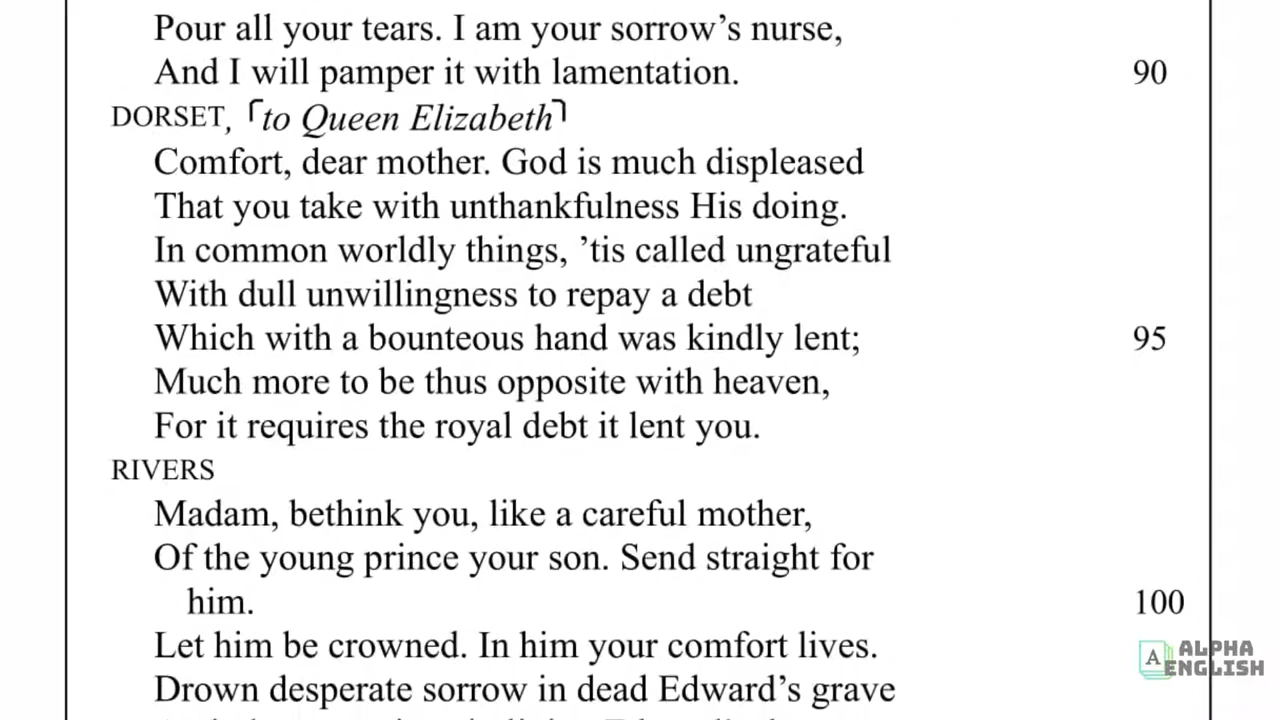 Pour all your tears. I am your sorrow’s nurse,
And I will pamper it with lamentation. 90
DORSET, ⌜to Queen Elizabeth⌝
Comfort, dear mother. God is much displeased
That you take with unthankfulness His doing.
In common worldly things, ’tis called ungrateful
With dull unwillingness to repay a debt
Which with a bounteous hand was kindly lent; 95
Much more to be thus opposite with heaven,
For it requires the royal debt it lent you.
RIVERS
Madam, bethink you, like a careful mother,
Of the young prince your son. Send straight for
him. 100
Let him be crowned. In him your comfort lives.
Drown desperate sorrow in dead Edward’s grave
A ALPHA
ENGLISH